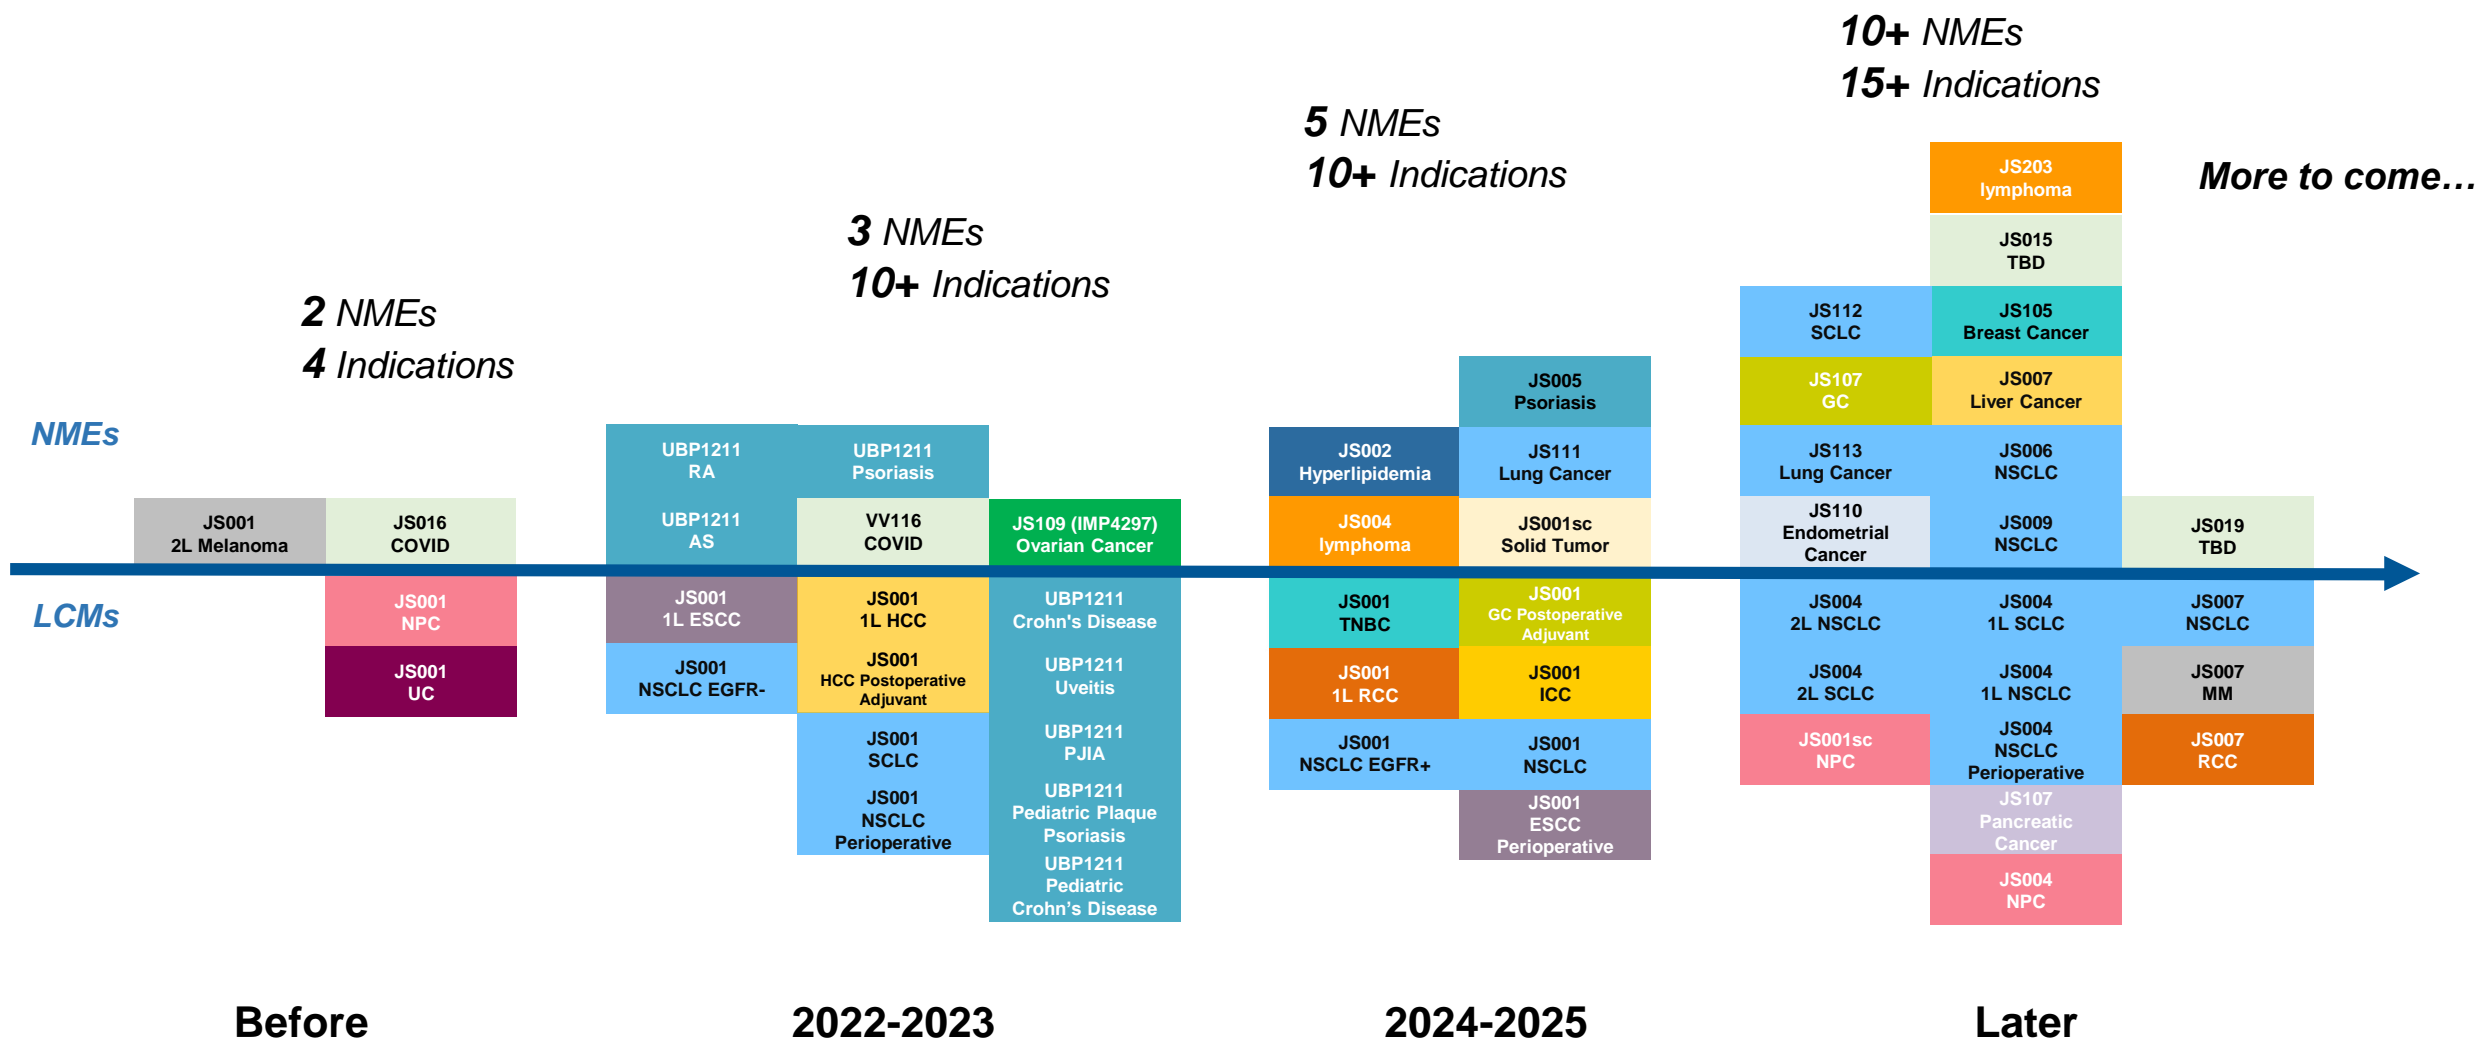 10+ NMEs
15+ Indications
5 NMEs
10+ Indications
More to come…
3 NMEs
10+ Indications
2 NMEs
4 Indications
NMEs
JS001
2L Melanoma
JS016
COVID
UBP1211
RA
UBP1211
Psoriasis
UBP1211
AS
VV116
COVID
JS109 (IMP4297)
Ovarian Cancer
JS005
Psoriasis
JS002
Hyperlipidemia
JS111
Lung Cancer
JS004
lymphoma
JS001sc
Solid Tumor
JS203
lymphoma
JS015
TBD
JS112
SCLC
JS105
Breast Cancer
JS107
GC
JS007
Liver Cancer
JS113
Lung Cancer
JS006
NSCLC
JS110
Endometrial
Cancer
JS009
NSCLC
JS019
TBD
LCMs
JS001
NPC
JS001
UC
JS001
1L ESCC
JS001
1L HCC
UBP1211
Crohn's Disease
JS001
NSCLC EGFR-
JS001
HCC Postoperative
Adjuvant
UBP1211
Uveitis
JS001
SCLC
UBP1211
PJIA
JS001
NSCLC
Perioperative
UBP1211
Pediatric Plaque
Psoriasis
UBP1211
Pediatric
Crohn’s Disease
JS001
TNBC
JS001
GC Postoperative
Adjuvant
JS001
1L RCC
JS001
ICC
JS001
NSCLC EGFR+
JS001
NSCLC
JS001
ESCC
Perioperative
JS004
2L NSCLC
JS004
1L SCLC
JS007
NSCLC
JS004
2L SCLC
JS004
1L NSCLC
JS007
MM
JS001sc
NPC
JS004
NSCLC
Perioperative
JS007
RCC
JS107
Pancreatic
Cancer
JS004
NPC
Before
2022-2023
2024-2025
Later